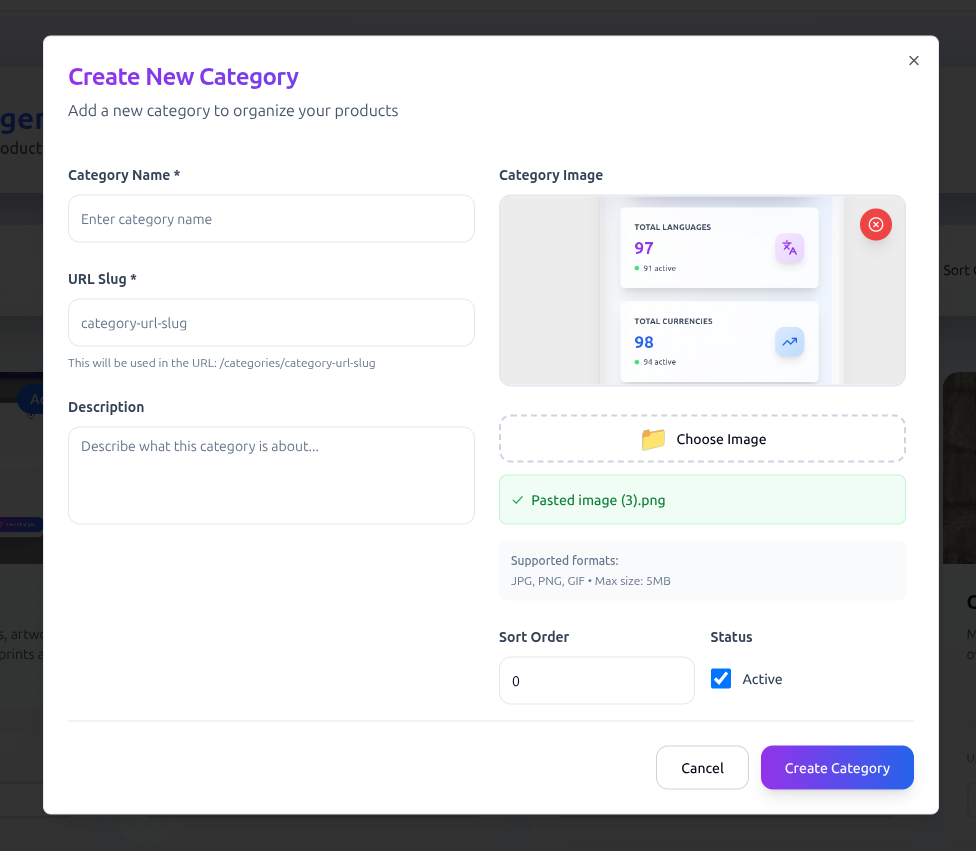 Create New Category
Add a new category to organize your products
Category Name *
Enter category name
URL Slug *
category-url-slug
This will be used in the URL: /categories/category-url-slug
Description
Describe what this category is about...
Category Image
TOTAL LANGUAGES
97
91 active
TOTAL CURRENCIES
98
94 active
Choose Image
✓ Pasted image (3).png
Supported formats:
JPG, PNG, GIF • Max size: 5MB
Sort Order
0
Status
Active
Cancel
Create Category
Sort